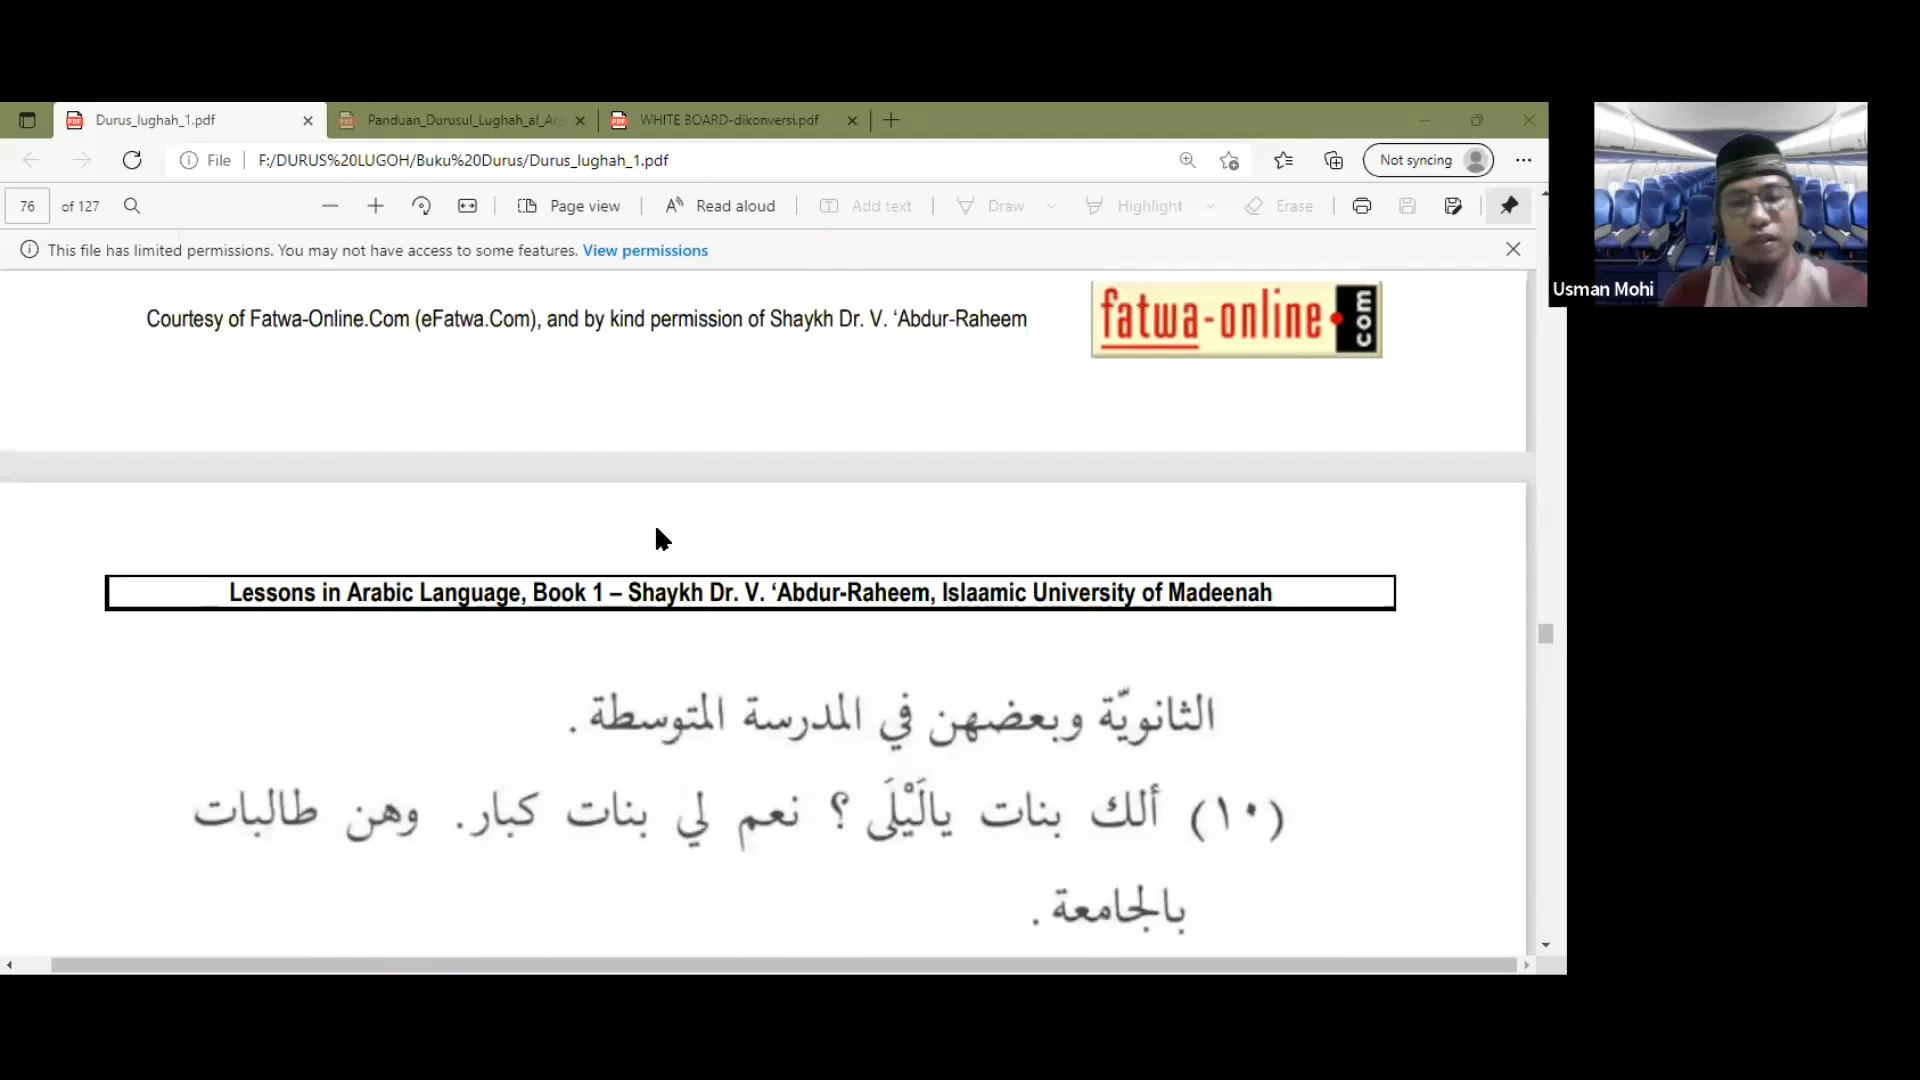 Durus_lughah_1.pdf
Panduan_Durusul_Lughah_al_Ar
WHITE BOARD-dikonversi.pdf
File
F:/DURUS%20LUGOH/Buku%20Durus/Durus_lughah_1.pdf
Not syncing
76 of 127
Page view
Read aloud
Add text
Draw
Highlight
Erase
This file has limited permissions. You may not have access to some features. View permissions
Usman Mohi
Courtesy of Fatwa-Online.Com (eFatwa.Com), and by kind permission of Shaykh Dr. V. ‘Abdur-Raheem
fatwa-online.com
Lessons in Arabic Language, Book 1 – Shaykh Dr. V. ‘Abdur-Raheem, Islaamic University of Madeenah
الثانويّة وبعضهن في المدرسة المتوسطة .
(١٠) ألك بنات يالَيْلَى ؟ نعم لي بنات كبار. وهن طالبات
بالجامعة .